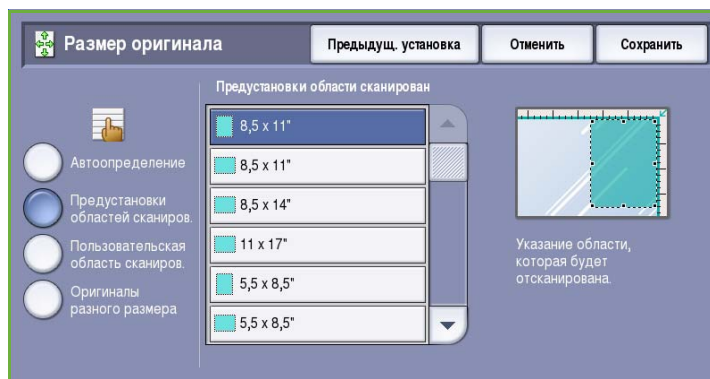 Размер оригинала
Предыдущ. установка
Отменить
Сохранить
Предустановки области сканирован
Автоопределение
Предустановки
областей сканиров.
Пользовательская
область сканиров.
Оригиналы
разного размера
8,5 x 11"
8,5 x 11"
8,5 x 14"
11 x 17"
5,5 x 8,5"
5,5 x 8,5"
Указание области,
которая будет
отсканирована.